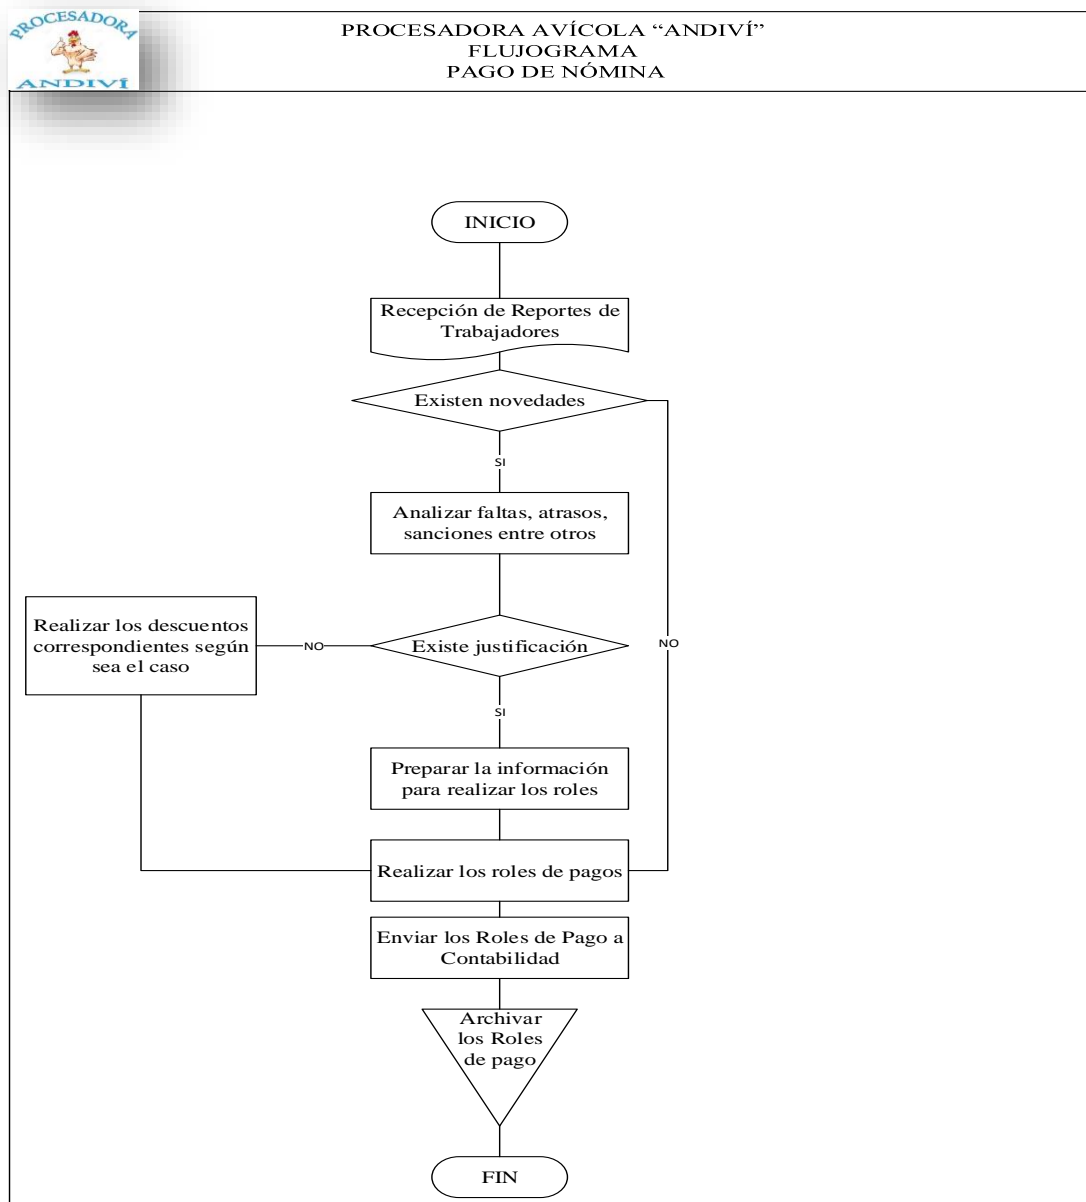 PROCESADORA
ANDIVÍ
PROCESADORA AVÍCOLA “ANDIVÍ”
FLUJOGRAMA
PAGO DE NÓMINA
INICIO
Recepción de Reportes de
Trabajadores
Existen novedades
SI
Analizar faltas, atrasos,
sanciones entre otros
Realizar los descuentos
correspondientes según
sea el caso
NO
Existe justificación
NO
SI
Preparar la información
para realizar los roles
Realizar los roles de pagos
Enviar los Roles de Pago a
Contabilidad
Archivar
los Roles
de pago
FIN